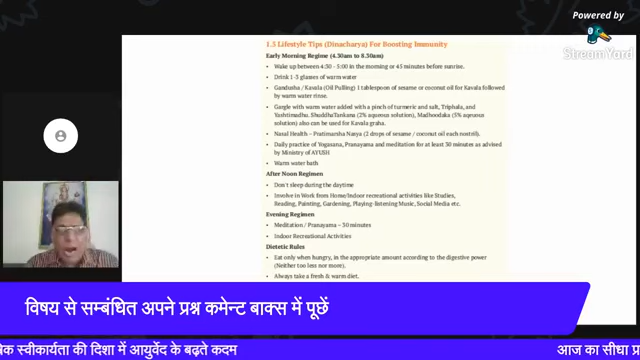 Powered by
StreamYard
1.3 Lifestyle Tips (Dinacharya) For Boosting Immunity
Early Morning Regime (4.30am to 8.30am)
• Wake up between 4:30 - 5:00 in the morning or 45 minutes before sunrise.
• Drink 1-3 glasses of warm water
• Gandusha / Kavala (Oil Pulling) 1 tablespoon of sesame or coconut oil for Kavala followed
by warm water rinse.
• Gargle with warm water added with a pinch of turmeric and salt, Triphala, and
Yashtimadhu. ShuddhaTankana (2% aqueous solution), Madhoodaka (5% aqueous
solution) also can be used for Kavala graha.
• Nasal Health – Pratimarsha Nasya (2 drops of sesame / coconut oil each nostril).
• Daily practice of Yogasana, Pranayama and meditation for at least 30 minutes as advised
by Ministry of AYUSH
• Warm water bath
After Noon Regimen
• Don't sleep during the daytime
• Involve in Work from Home/Indoor recreational activities like Studies,
Reading, Painting, Gardening, Playing-listening Music, Social Media etc.
Evening Regimen
• Meditation / Pranayama – 30 minutes
• Indoor Recreational Activities
Dietetic Rules
• Eat only when hungry, in the appropriate amount according to the digestive power
(Neither too less nor more).
• Always take a fresh & warm diet.
विषय से सम्बंधित अपने प्रश्न कमेन्ट बाक्स में पूछें
स्वीकार्यता की दिशा में आयुर्वेद के बढ़ते कदम
आज का सीधा